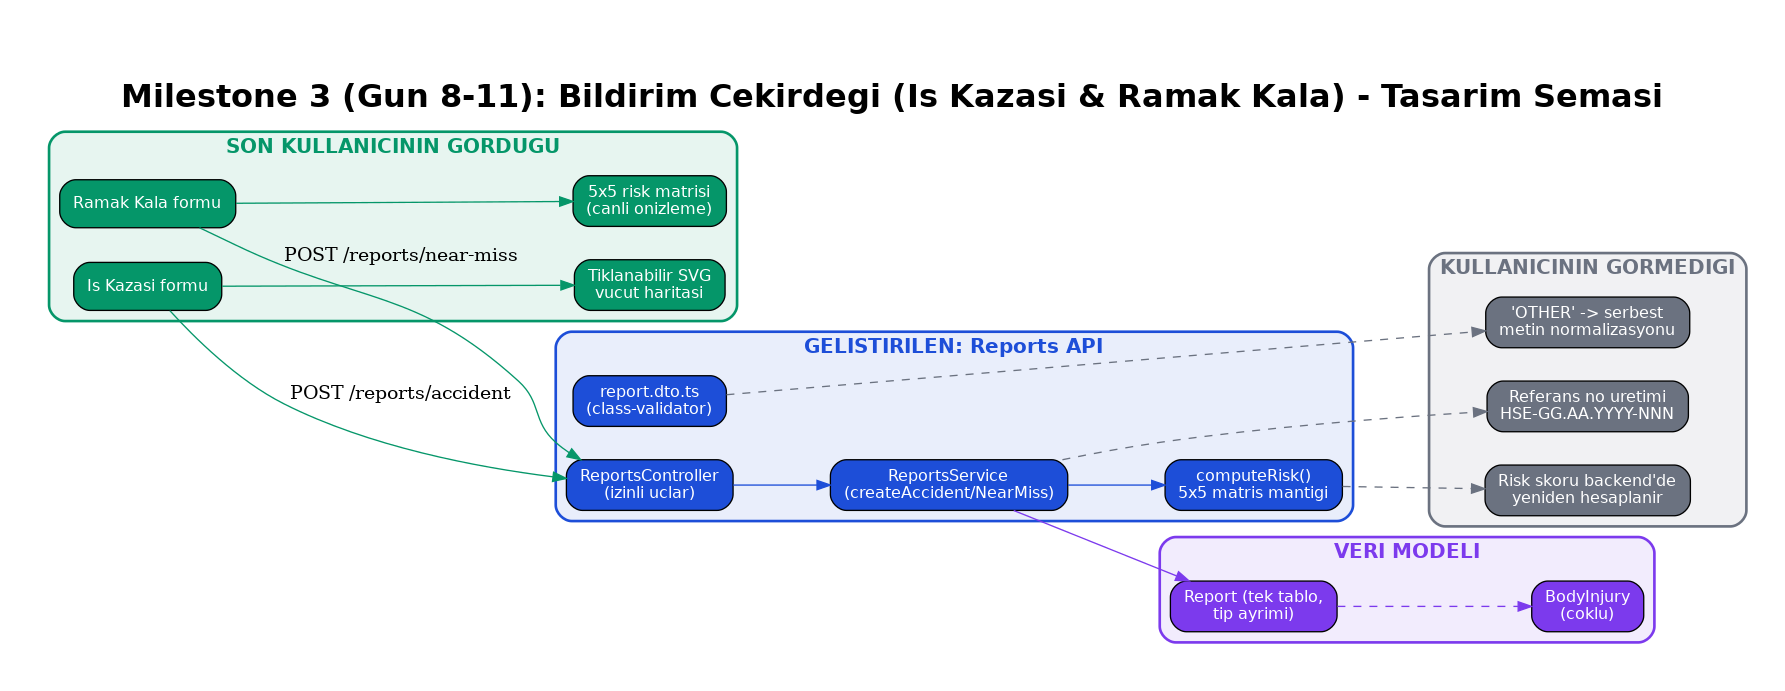 Milestone 3 (Gun 8-11): Bildirim Cekirdegi (Is Kazasi & Ramak Kala) - Tasarim Semasi
SON KULLANICININ GORDUGU
Ramak Kala formu
5x5 risk matrisi
(canli onizleme)
POST /reports/near-miss
Is Kazasi formu
Tiklanabilir SVG
vucut haritasi
POST /reports/accident
GELISTIRILEN: Reports API
report.dto.ts
(class-validator)
ReportsController
(izinli uclar)
ReportsService
(createAccident/NearMiss)
computeRisk()
5x5 matris mantigi
KULLANICININ GORMEDIGI
'OTHER' -> serbest
metin normalizasyonu
Referans no uretimi
HSE-GG.AA.YYYY-NNN
Risk skoru backend'de
yeniden hesaplanir
VERI MODELI
Report (tek tablo,
tip ayrimi)
BodyInjury
(coklu)